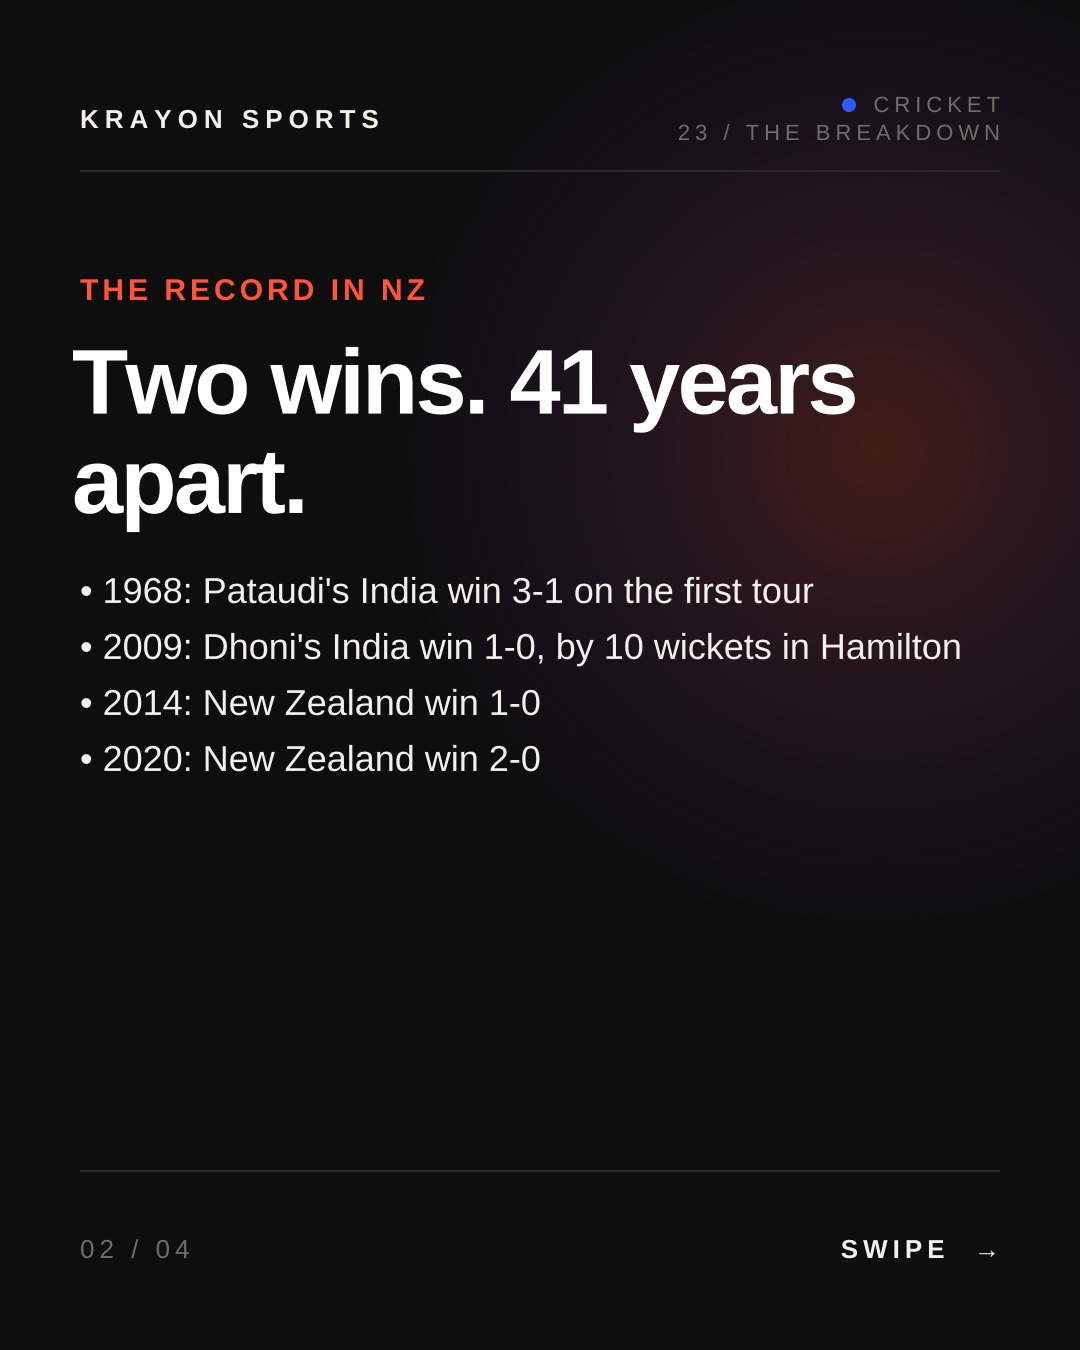 KRAYON SPORTS
CRICKET
23 / THE BREAKDOWN
THE RECORD IN NZ
Two wins. 41 years
apart.
• 1968: Pataudi's India win 3-1 on the first tour
• 2009: Dhoni's India win 1-0, by 10 wickets in Hamilton
• 2014: New Zealand win 1-0
• 2020: New Zealand win 2-0
02 / 04
SWIPE →